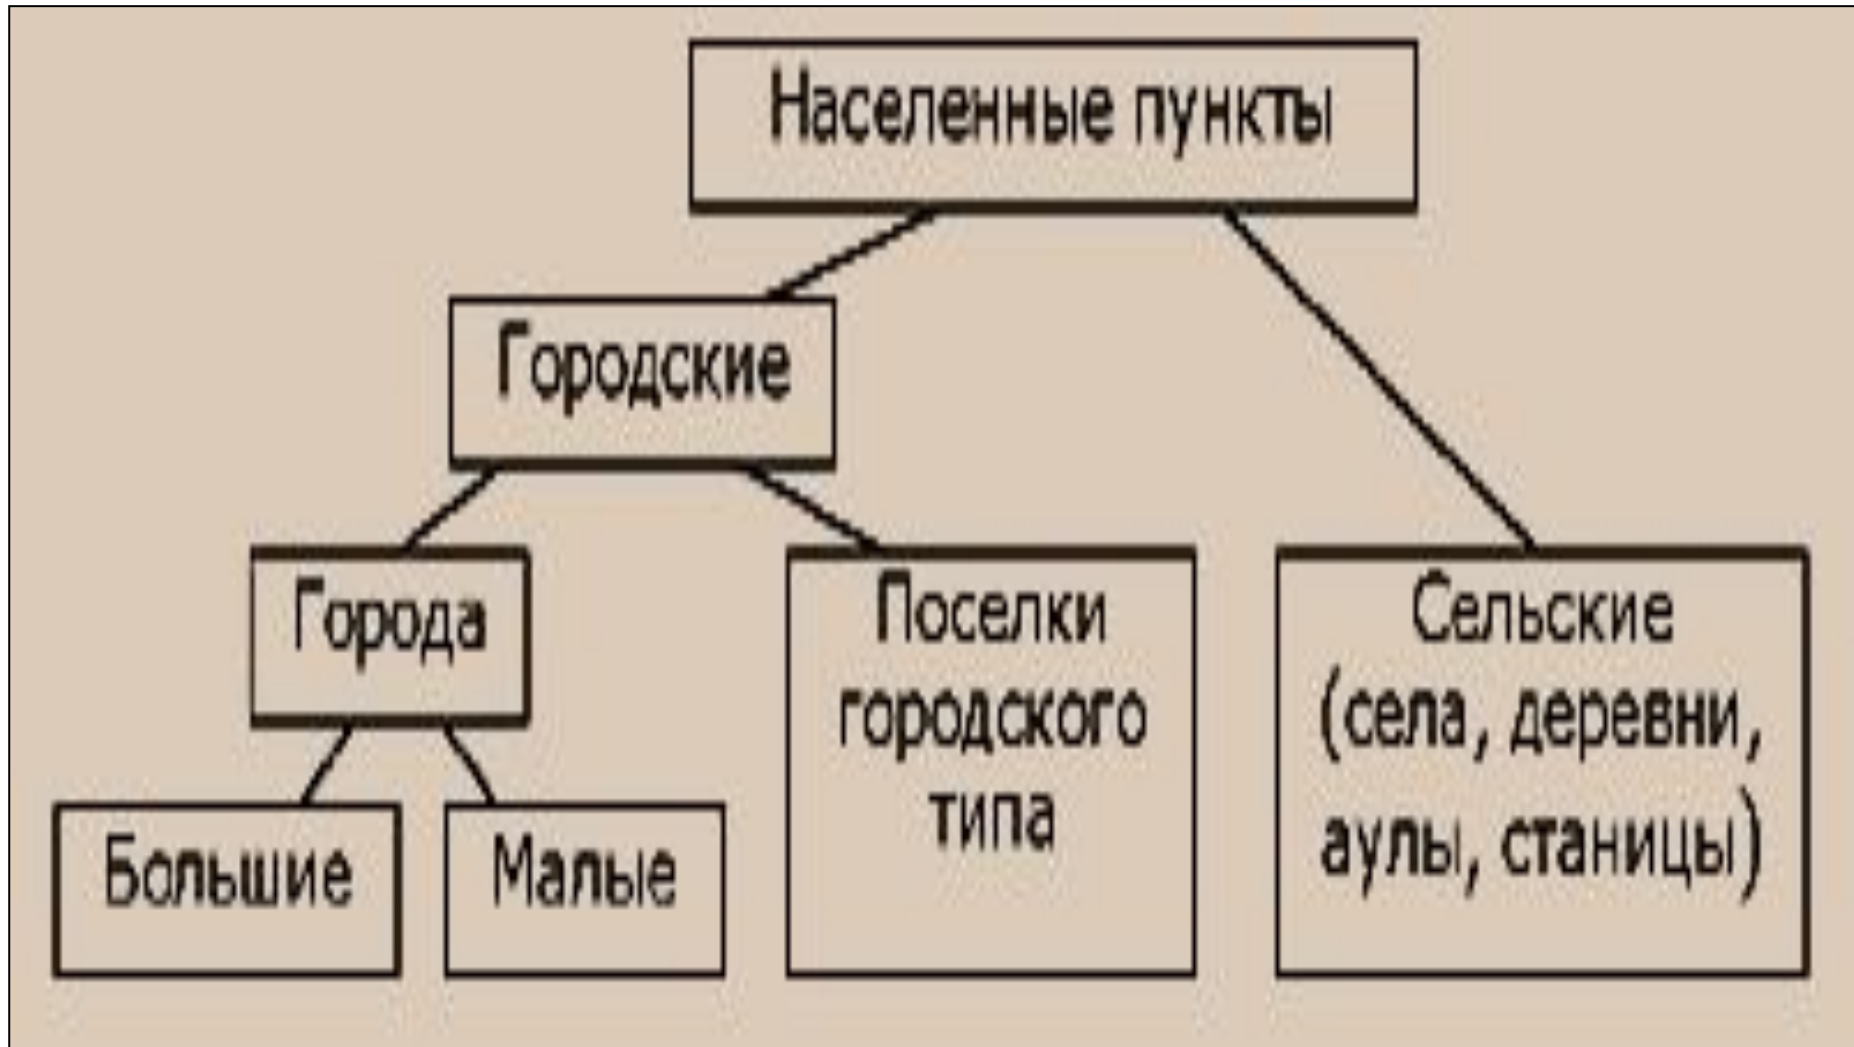 Населенные пункты
Городские
Города
Поселки
городского
типа
Сельские
(села, деревни,
аулы, станицы)
Большие
Малые